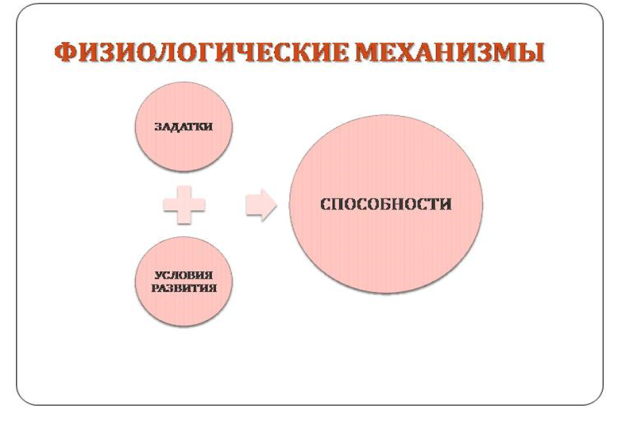 ФИЗИОЛОГИЧЕСКИЕ МЕХАНИЗМЫ
ЗАДАТКИ
СПОСОБНОСТИ
УСЛОВИЯ
РАЗВИТИЯ